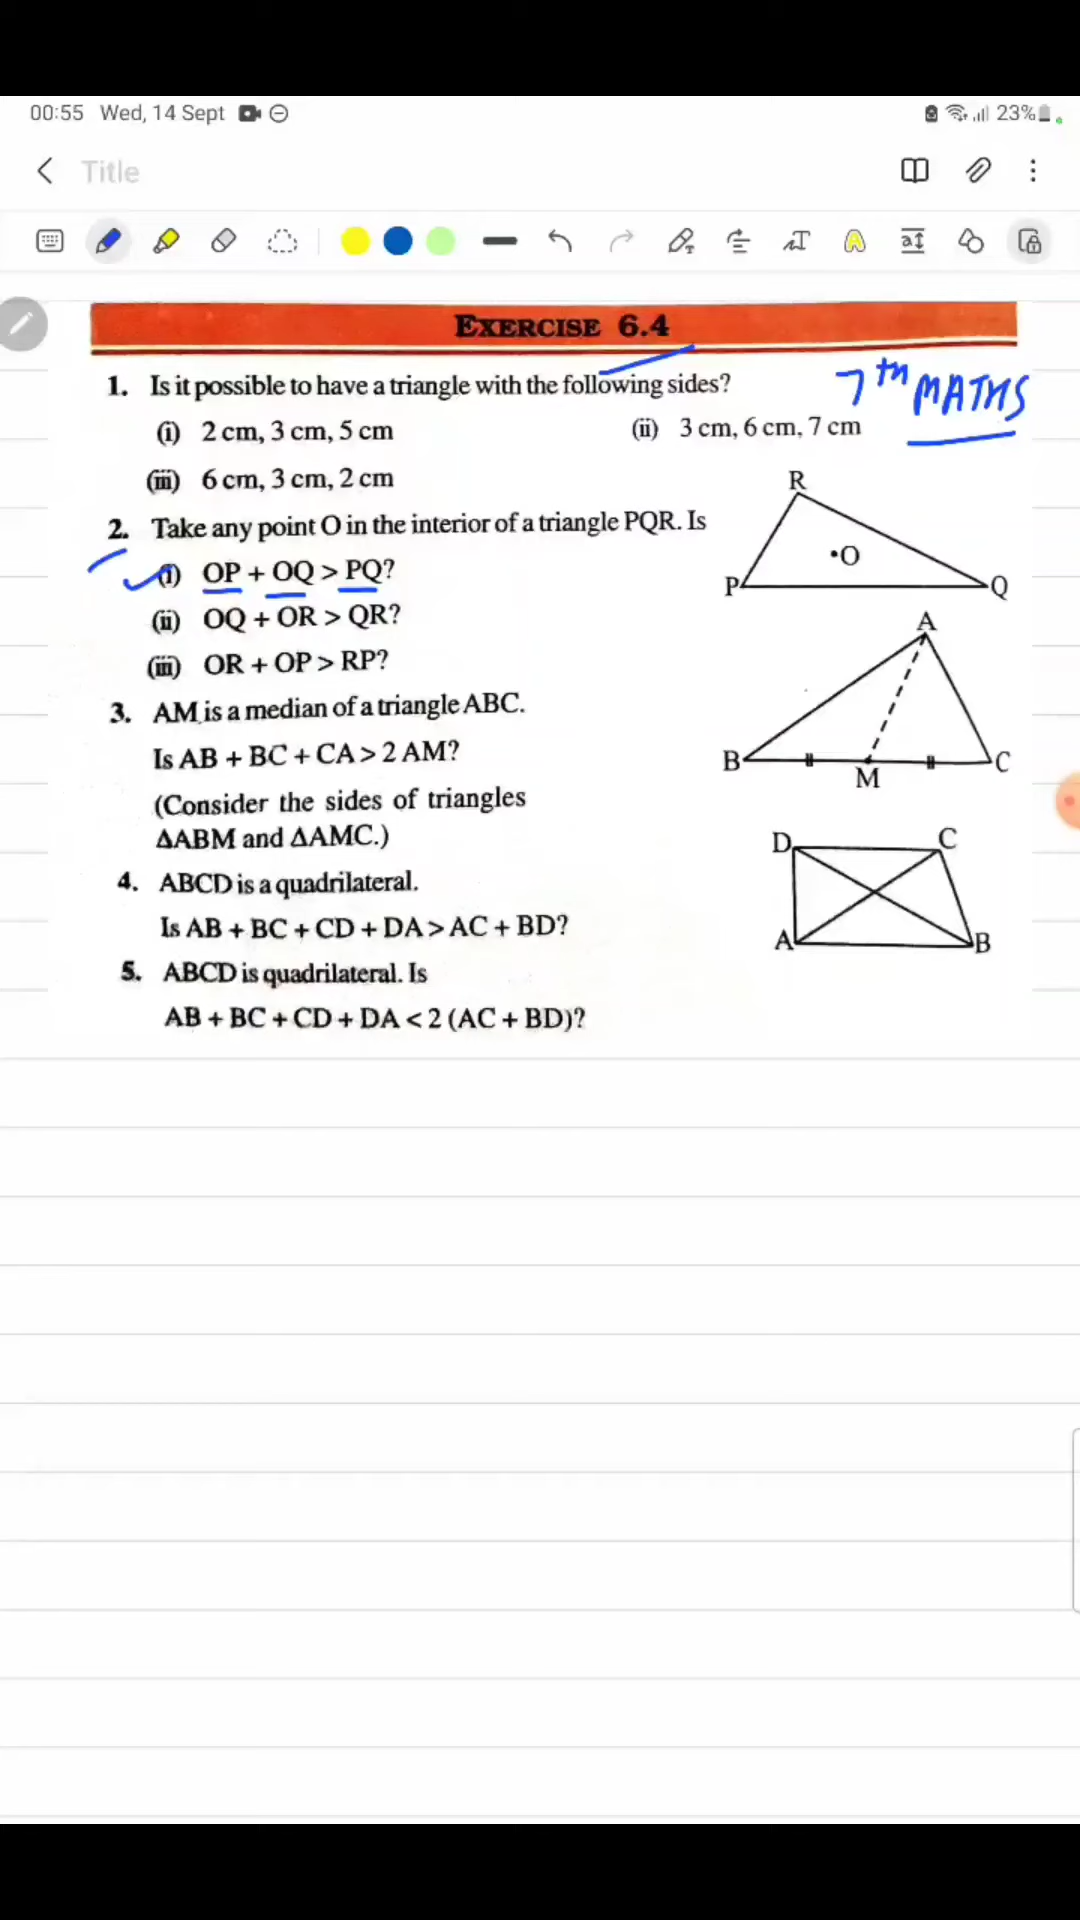 00:55 Wed, 14 Sept 23%
Title
EXERCISE 6.4
7th MATHS
1. Is it possible to have a triangle with the following sides?
(i) 2 cm, 3 cm, 5 cm (ii) 3 cm, 6 cm, 7 cm
(iii) 6 cm, 3 cm, 2 cm
2. Take any point O in the interior of a triangle PQR. Is
(i) OP + OQ > PQ?
(ii) OQ + OR > QR?
(iii) OR + OP > RP?
R
O
P
Q
3. AM is a median of a triangle ABC.
Is AB + BC + CA > 2 AM?
(Consider the sides of triangles
ΔABM and ΔAMC.)
A
B
M
C
4. ABCD is a quadrilateral.
Is AB + BC + CD + DA > AC + BD?
5. ABCD is quadrilateral. Is
AB + BC + CD + DA < 2 (AC + BD)?
D
C
A
B